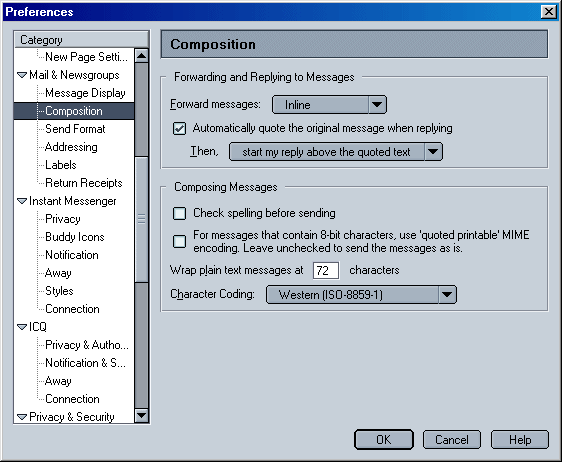 Preferences
Category
New Page Setti...
Mail & Newsgroups
Message Display
Composition
Send Format
Addressing
Labels
Return Receipts
Instant Messenger
Privacy
Buddy Icons
Notification
Away
Styles
Connection
ICQ
Privacy & Autho...
Notification & S...
Away
Connection
Privacy & Security
Composition
Forwarding and Replying to Messages
Forward messages: Inline
Automatically quote the original message when replying
Then, start my reply above the quoted text
Composing Messages
Check spelling before sending
For messages that contain 8-bit characters, use 'quoted printable' MIME
encoding. Leave unchecked to send the messages as is.
Wrap plain text messages at 72 characters
Character Coding: Western (ISO-8859-1)
OK Cancel Help